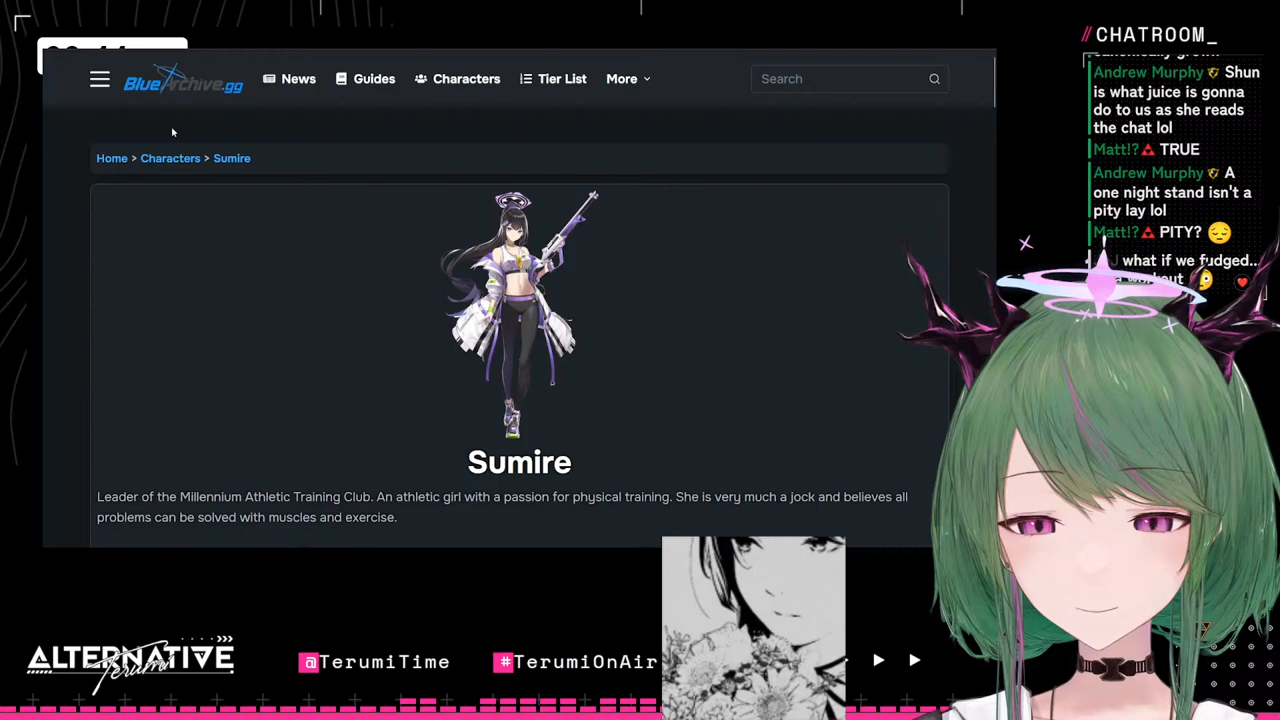 BlueArchive.gg
News
Guides
Characters
Tier List
More
Search
Home > Characters > Sumire
Sumire
Leader of the Millennium Athletic Training Club. An athletic girl with a passion for physical training. She is very much a jock and believes all
problems can be solved with muscles and exercise.
//CHATROOM_
Andrew Murphy Shun
is what juice is gonna
do to us as she reads
the chat lol
Matt!? TRUE
Andrew Murphy A
one night stand isn't a
pity lay lol
Matt!? PITY? 😔
what if we fudged..
ALTERNATIVE
Terumi
@TerumiTime
#TerumiOnAir